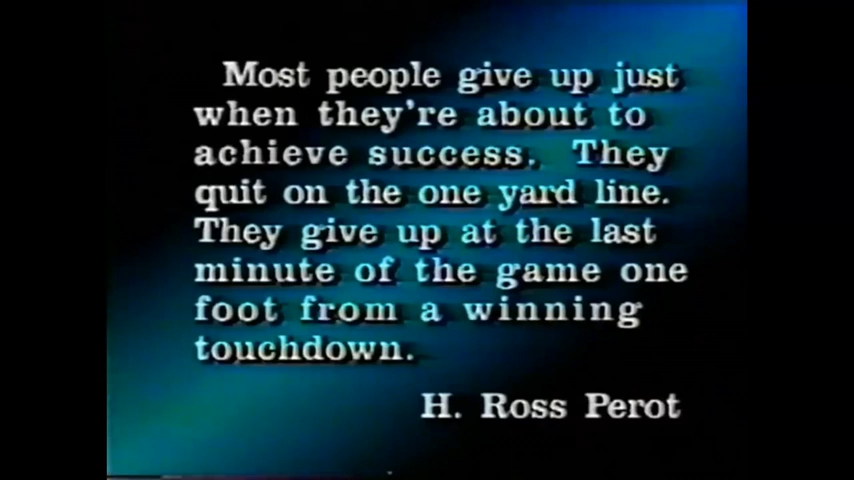 Most people give up just
when they're about to
achieve success. They
quit on the one yard line.
They give up at the last
minute of the game one
foot from a winning
touchdown.
H. Ross Perot